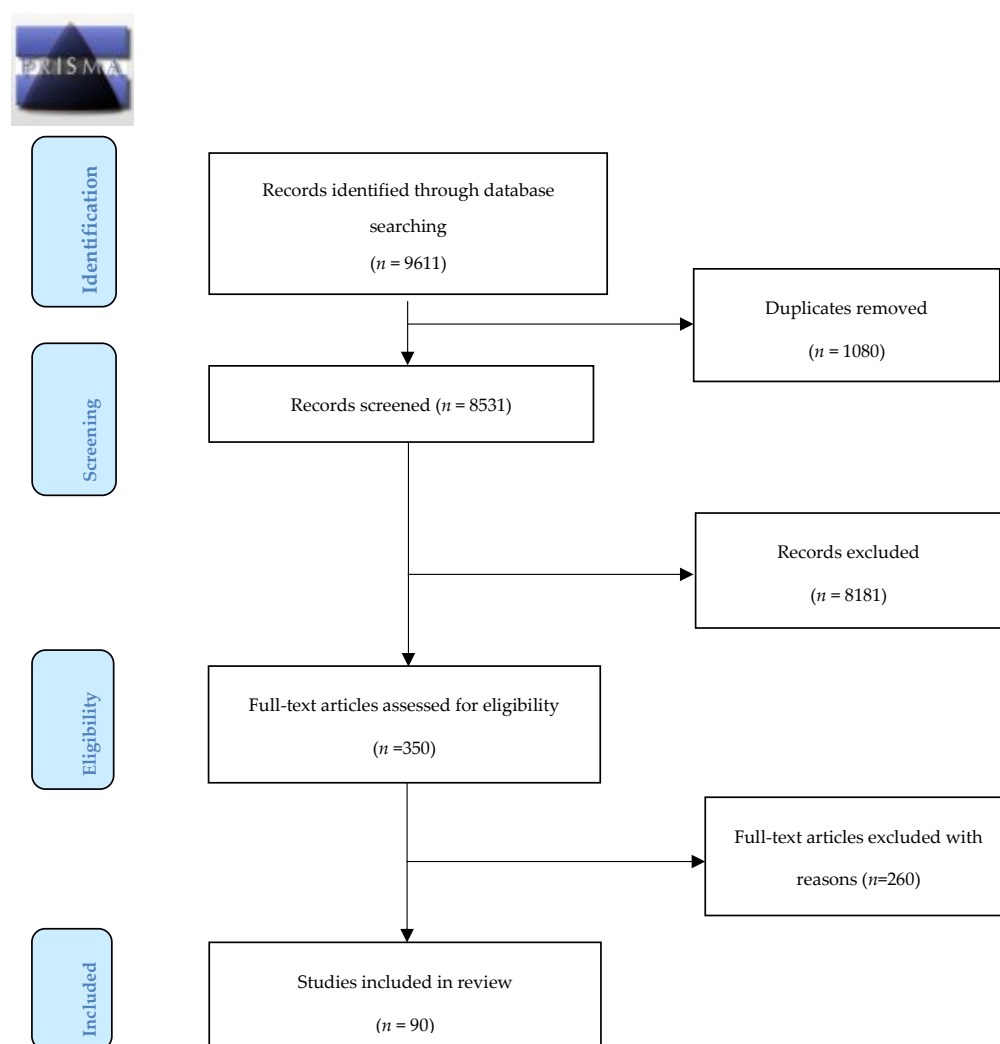 PRISMA
Identification
Records identified through database
searching
(n = 9611)
Duplicates removed
(n = 1080)
Screening
Records screened (n = 8531)
Records excluded
(n = 8181)
Eligibility
Full-text articles assessed for eligibility
(n =350)
Full-text articles excluded with
reasons (n=260)
Included
Studies included in review
(n = 90)